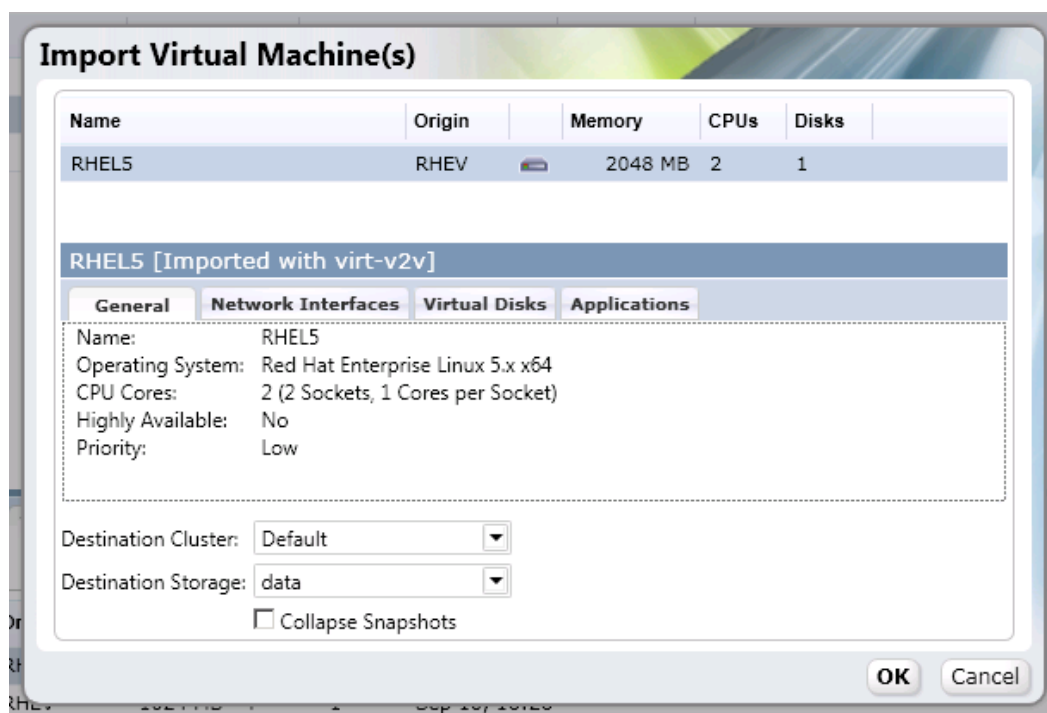 Import Virtual Machine(s)
Name Origin Memory CPUs Disks
RHEL5 RHEV 2048 MB 2 1
RHEL5 [Imported with virt-v2v]
General Network Interfaces Virtual Disks Applications
Name: RHEL5
Operating System: Red Hat Enterprise Linux 5.x x64
CPU Cores: 2 (2 Sockets, 1 Cores per Socket)
Highly Available: No
Priority: Low
Destination Cluster: Default
Destination Storage: data
Collapse Snapshots
OK Cancel